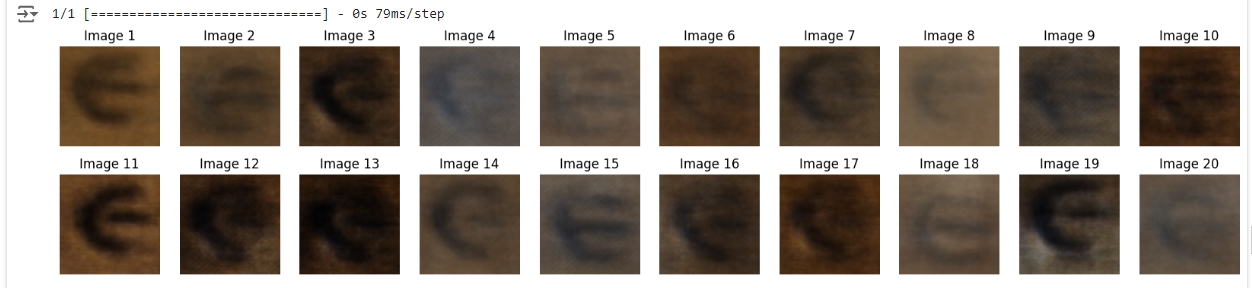 1/1 [==============================] - 0s 79ms/step
Image 1 Image 2 Image 3 Image 4 Image 5 Image 6 Image 7 Image 8 Image 9 Image 10
Image 11 Image 12 Image 13 Image 14 Image 15 Image 16 Image 17 Image 18 Image 19 Image 20